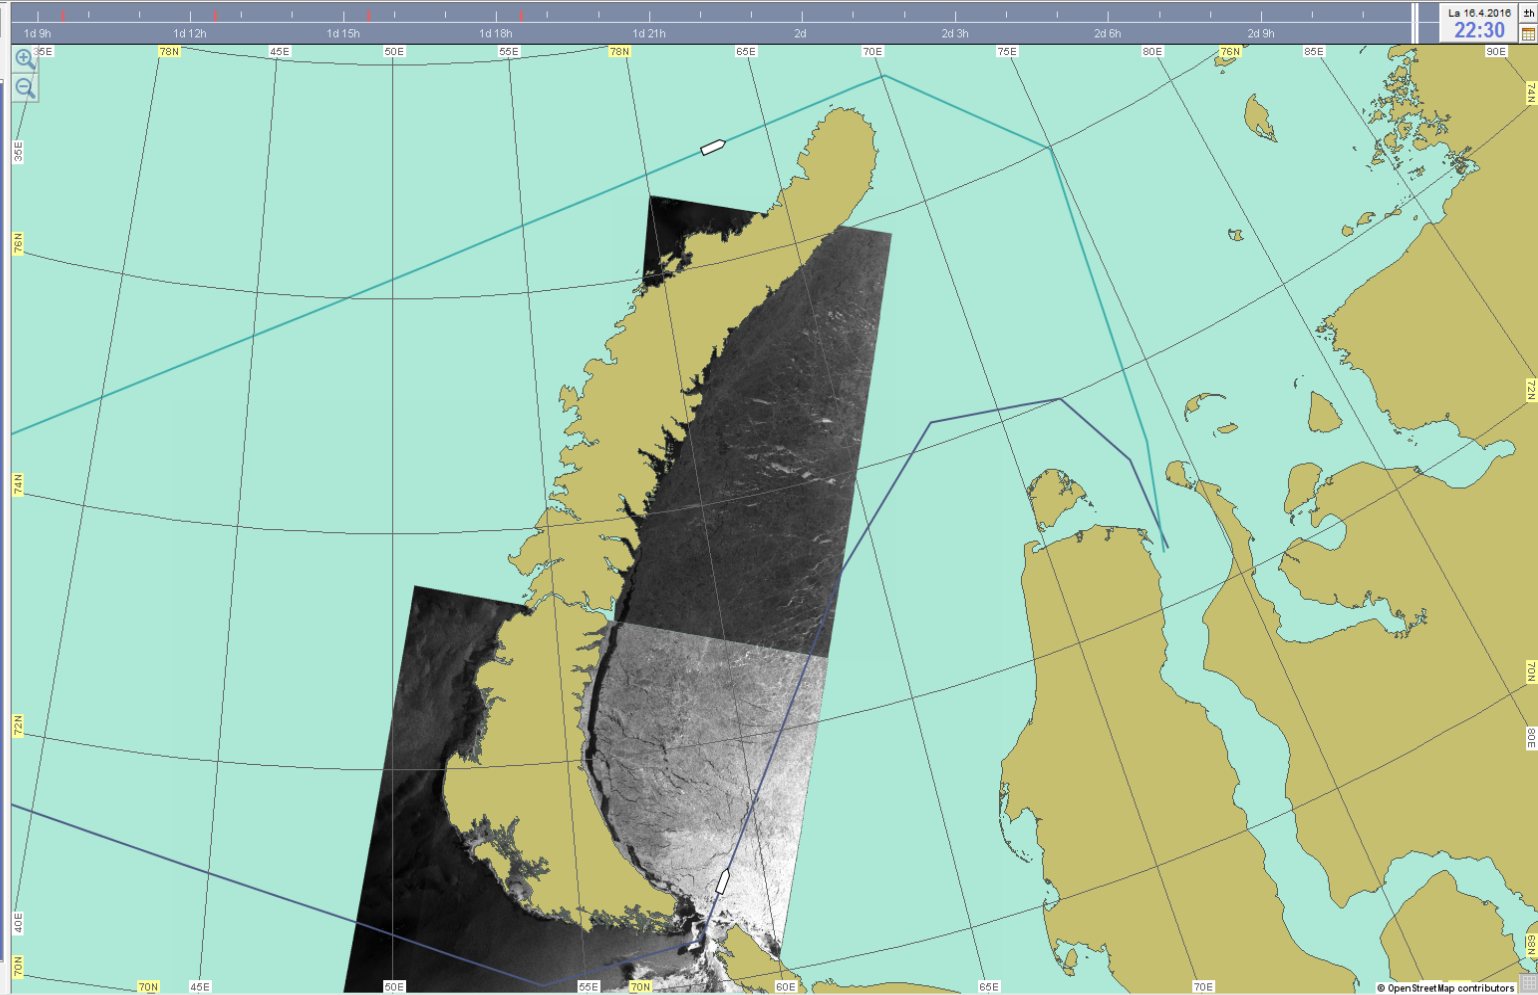 1d 9h 1d 12h 1d 15h 1d 18h 1d 21h 2d 2d 3h 2d 6h 2d 9h
La 16.4.2016
22:30
±h
35E 78N 45E 50E 55E 78N 65E 70E 75E 80E 76N 85E 90E
74N
35E
76N
72N
74N
70N
72N
80E
40E
68N
70N
70N 45E 50E 55E 70N 60E 65E 70E
© OpenStreetMap contributors